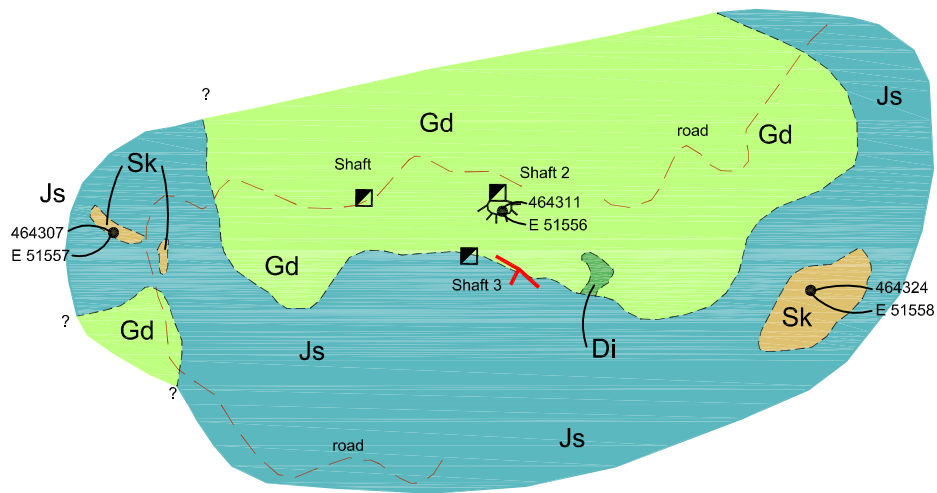 ?
Js
Gd
road
Gd
Sk
Shaft
Shaft 2
Js
464311
464307
E 51556
E 51557
Gd
Shaft 3
464324
E 51558
?
Gd
Sk
Js
Di
?
Js
road